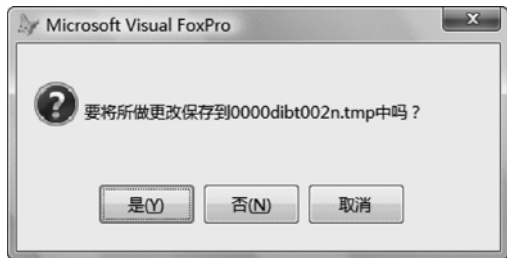 Microsoft Visual FoxPro
要将所做更改保存到0000dibt002n.tmp中吗？
是(Y)
否(N)
取消